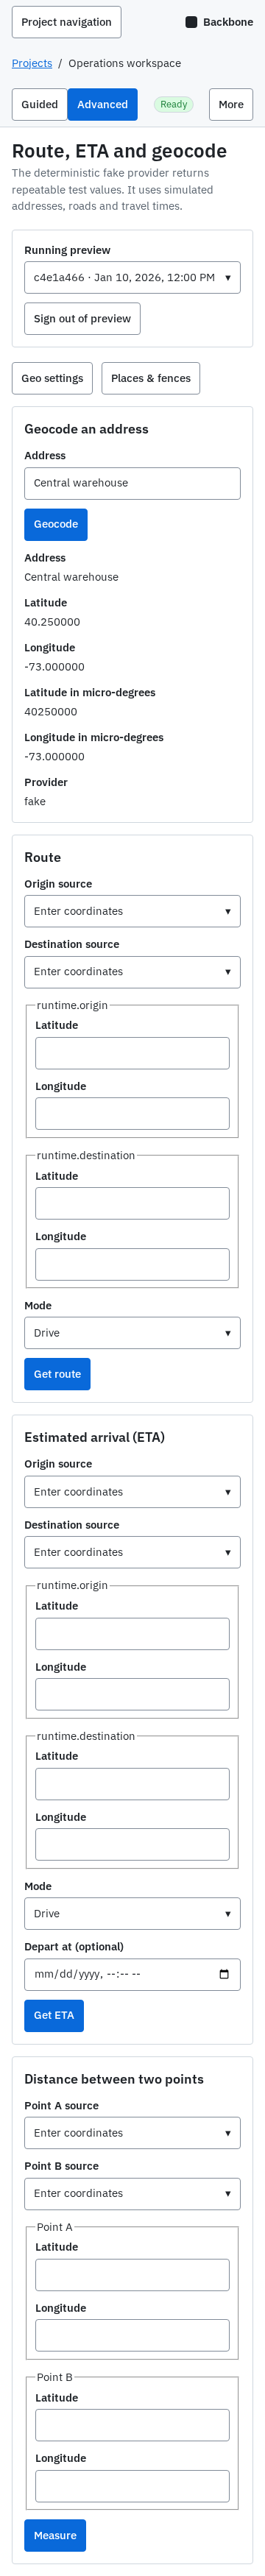 Project navigation
Backbone
Projects / Operations workspace
Guided Advanced Ready More
Route, ETA and geocode
The deterministic fake provider returns
repeatable test values. It uses simulated
addresses, roads and travel times.
Running preview
c4e1a466 · Jan 10, 2026, 12:00 PM
Sign out of preview
Geo settings Places & fences
Geocode an address
Address
Central warehouse
Geocode
Address
Central warehouse
Latitude
40.250000
Longitude
-73.000000
Latitude in micro-degrees
40250000
Longitude in micro-degrees
-73.000000
Provider
fake
Route
Origin source
Enter coordinates
Destination source
Enter coordinates
runtime.origin
Latitude
Longitude
runtime.destination
Latitude
Longitude
Mode
Drive
Get route
Estimated arrival (ETA)
Origin source
Enter coordinates
Destination source
Enter coordinates
runtime.origin
Latitude
Longitude
runtime.destination
Latitude
Longitude
Mode
Drive
Depart at (optional)
mm/dd/yyyy, --:-- --
Get ETA
Distance between two points
Point A source
Enter coordinates
Point B source
Enter coordinates
Point A
Latitude
Longitude
Point B
Latitude
Longitude
Measure